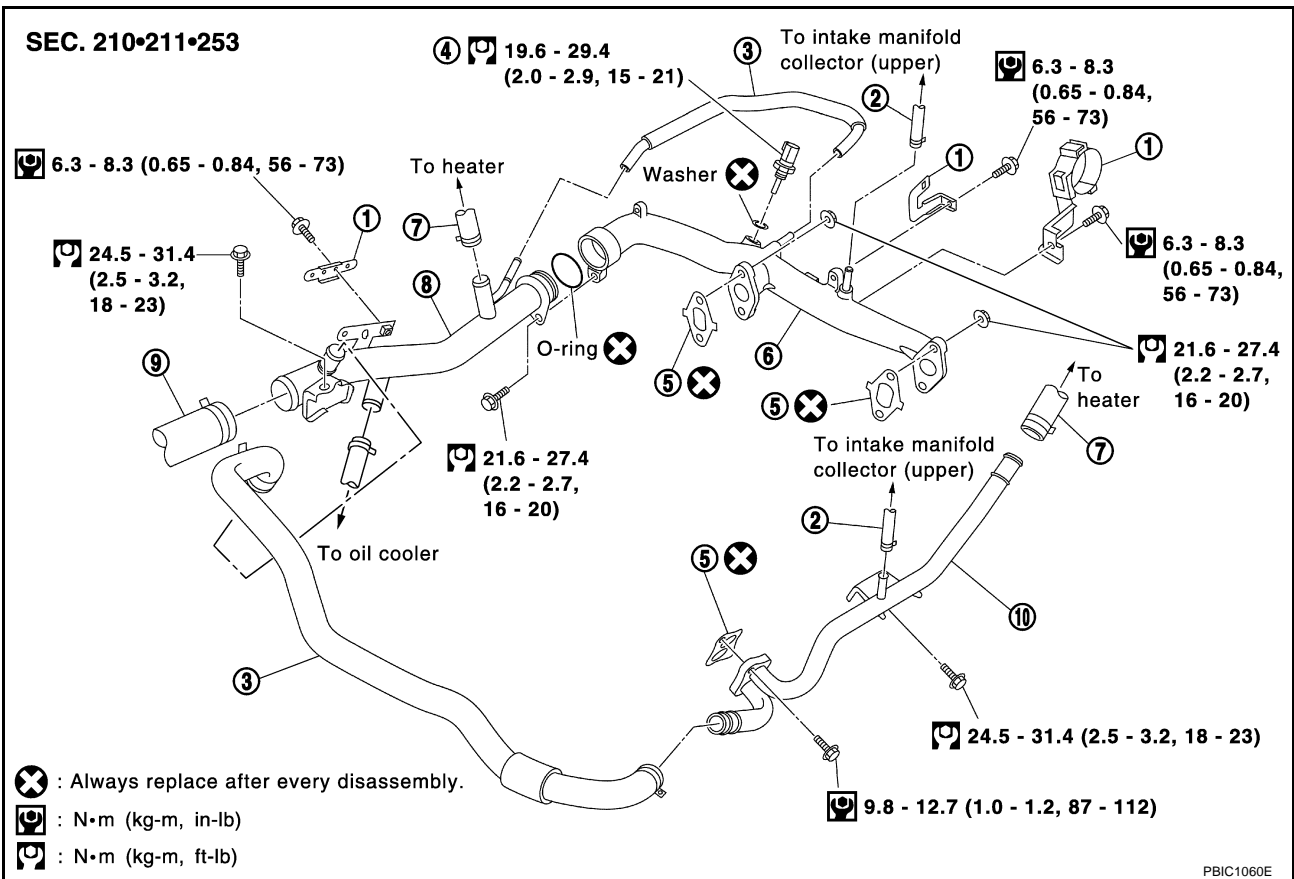 SEC. 210•211•253
④ 19.6 - 29.4
(2.0 - 2.9, 15 - 21)
③
To intake manifold
collector (upper)
②
6.3 - 8.3
(0.65 - 0.84,
56 - 73)
①
①
6.3 - 8.3 (0.65 - 0.84, 56 - 73)
To heater
⑦
Washer
①
24.5 - 31.4
(2.5 - 3.2,
18 - 23)
⑧
6.3 - 8.3
(0.65 - 0.84,
56 - 73)
O-ring
⑨
⑤
⑥
⑤
21.6 - 27.4
(2.2 - 2.7,
16 - 20)
To
heater
⑦
21.6 - 27.4
(2.2 - 2.7,
16 - 20)
To intake manifold
collector (upper)
②
To oil cooler
⑤
⑩
③
24.5 - 31.4 (2.5 - 3.2, 18 - 23)
9.8 - 12.7 (1.0 - 1.2, 87 - 112)
: Always replace after every disassembly.
: N•m (kg-m, in-lb)
: N•m (kg-m, ft-lb)
PBIC1060E